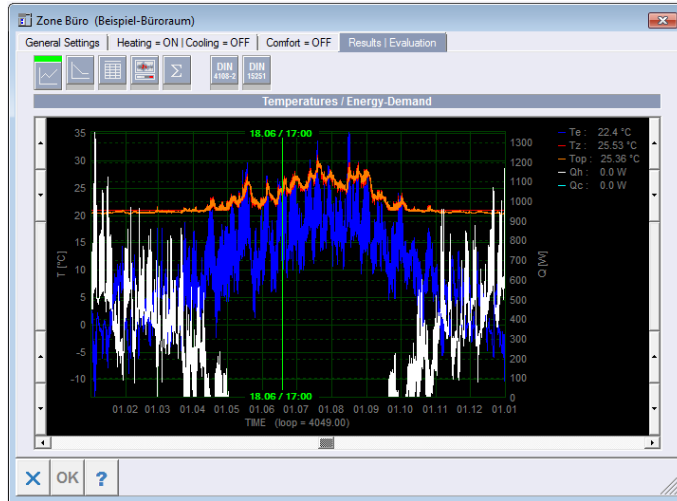 Zone Büro (Beispiel-Büroraum)
General Settings | Heating = ON | Cooling = OFF | Comfort = OFF | Results | Evaluation
Σ DIN 4108-2 DIN 15251
Temperatures / Energy-Demand
18.06 / 17:00
Te : 22.4 °C
Tz : 25.53 °C
Top : 25.36 °C
Qh : 0.0 W
Qc : 0.0 W
T [°C]
35
30
25
20
15
10
5
0
-5
-10
Q [W]
1300
1200
1100
1000
900
800
700
600
500
400
300
200
100
0
18.06 / 17:00
01.02 01.03 01.04 01.05 01.06 01.07 01.08 01.09 01.10 01.11 01.12 01.01
TIME (loop = 4049.00)
OK ?